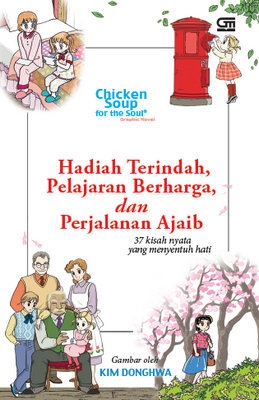 GM
Chicken
Soup
for the Soul®
Graphic Novel
Hadiah Terindah,
Pelajaran Berharga,
dan
Perjalanan Ajaib
37 kisah nyata
yang menyentuh hati
Gambar oleh
KIM DONGHWA